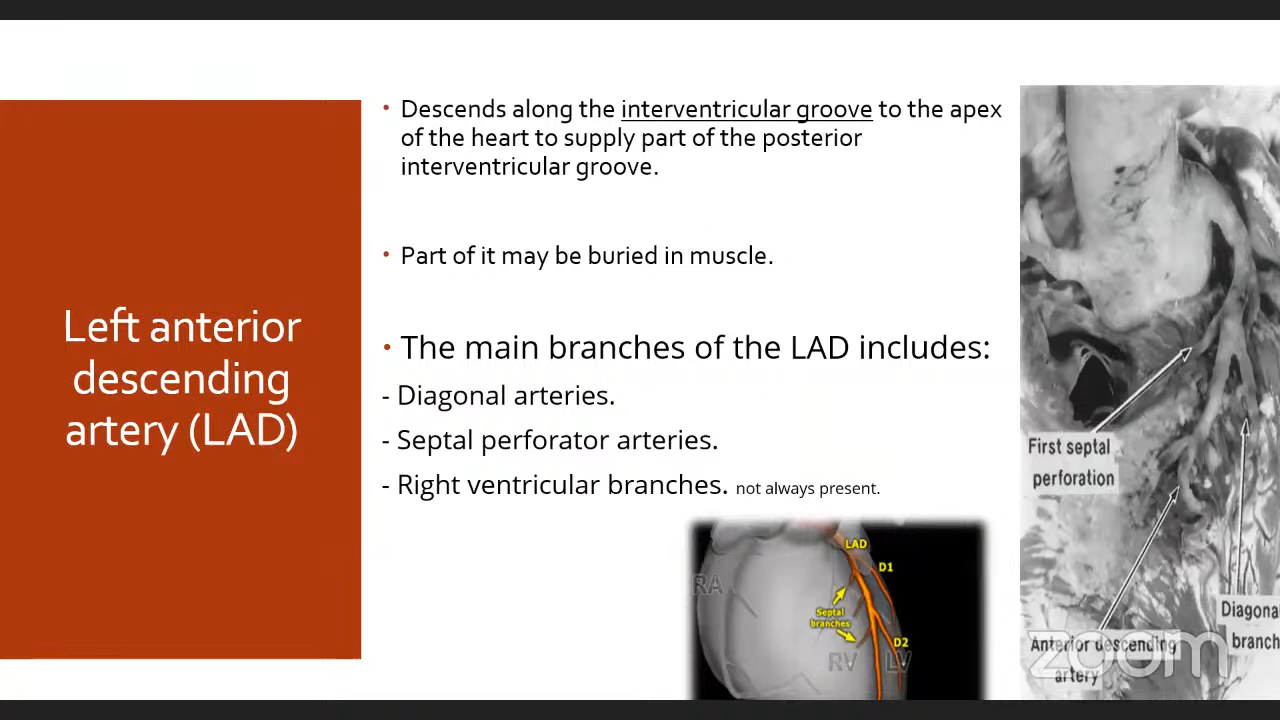 Left anterior
descending
artery (LAD)
• Descends along the interventricular groove to the apex
of the heart to supply part of the posterior
interventricular groove.
• Part of it may be buried in muscle.
• The main branches of the LAD includes:
- Diagonal arteries.
- Septal perforator arteries.
- Right ventricular branches. not always present.
LAD
D1
RA
Septal
branches
D2
RV
LV
First septal
perforation
Diagona
branch
Anterior descending
artery
zoom